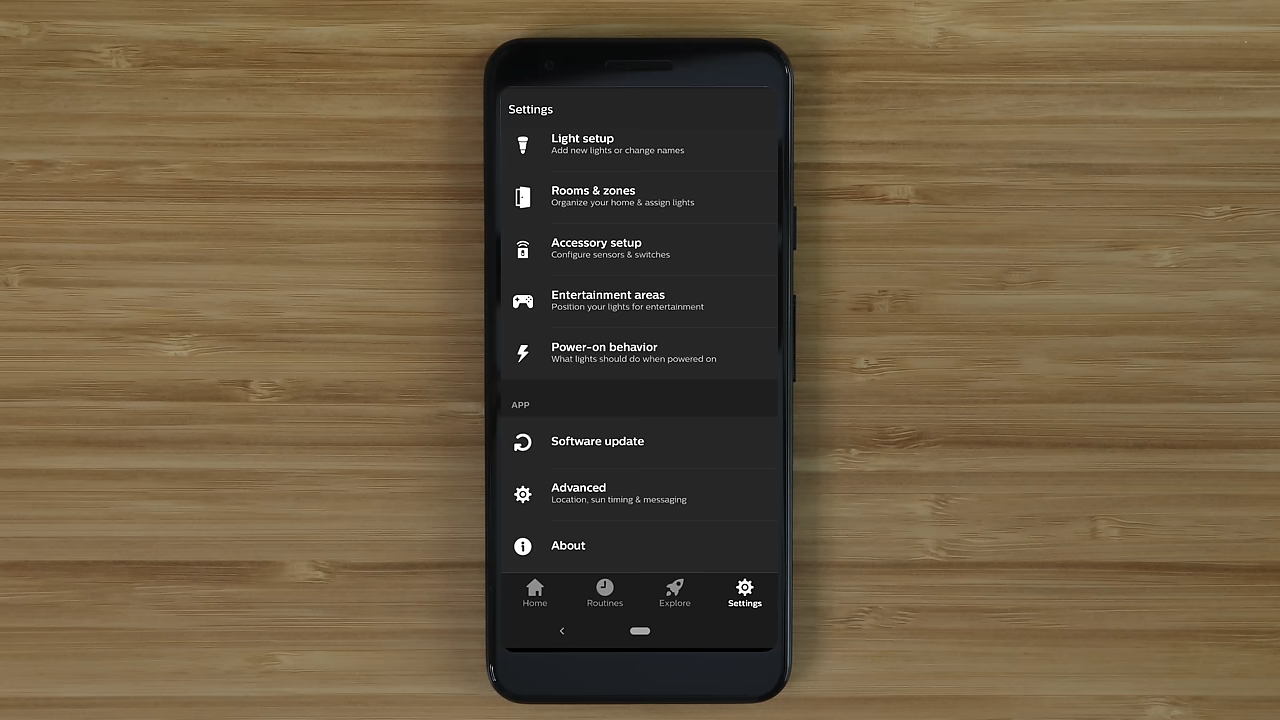 Settings
Light setup
Add new lights or change names
Rooms & zones
Organize your home & assign lights
Accessory setup
Configure sensors & switches
Entertainment areas
Position your lights for entertainment
Power-on behavior
What lights should do when powered on
APP
Software update
Advanced
Location, sun timing & messaging
About
Home
Routines
Explore
Settings